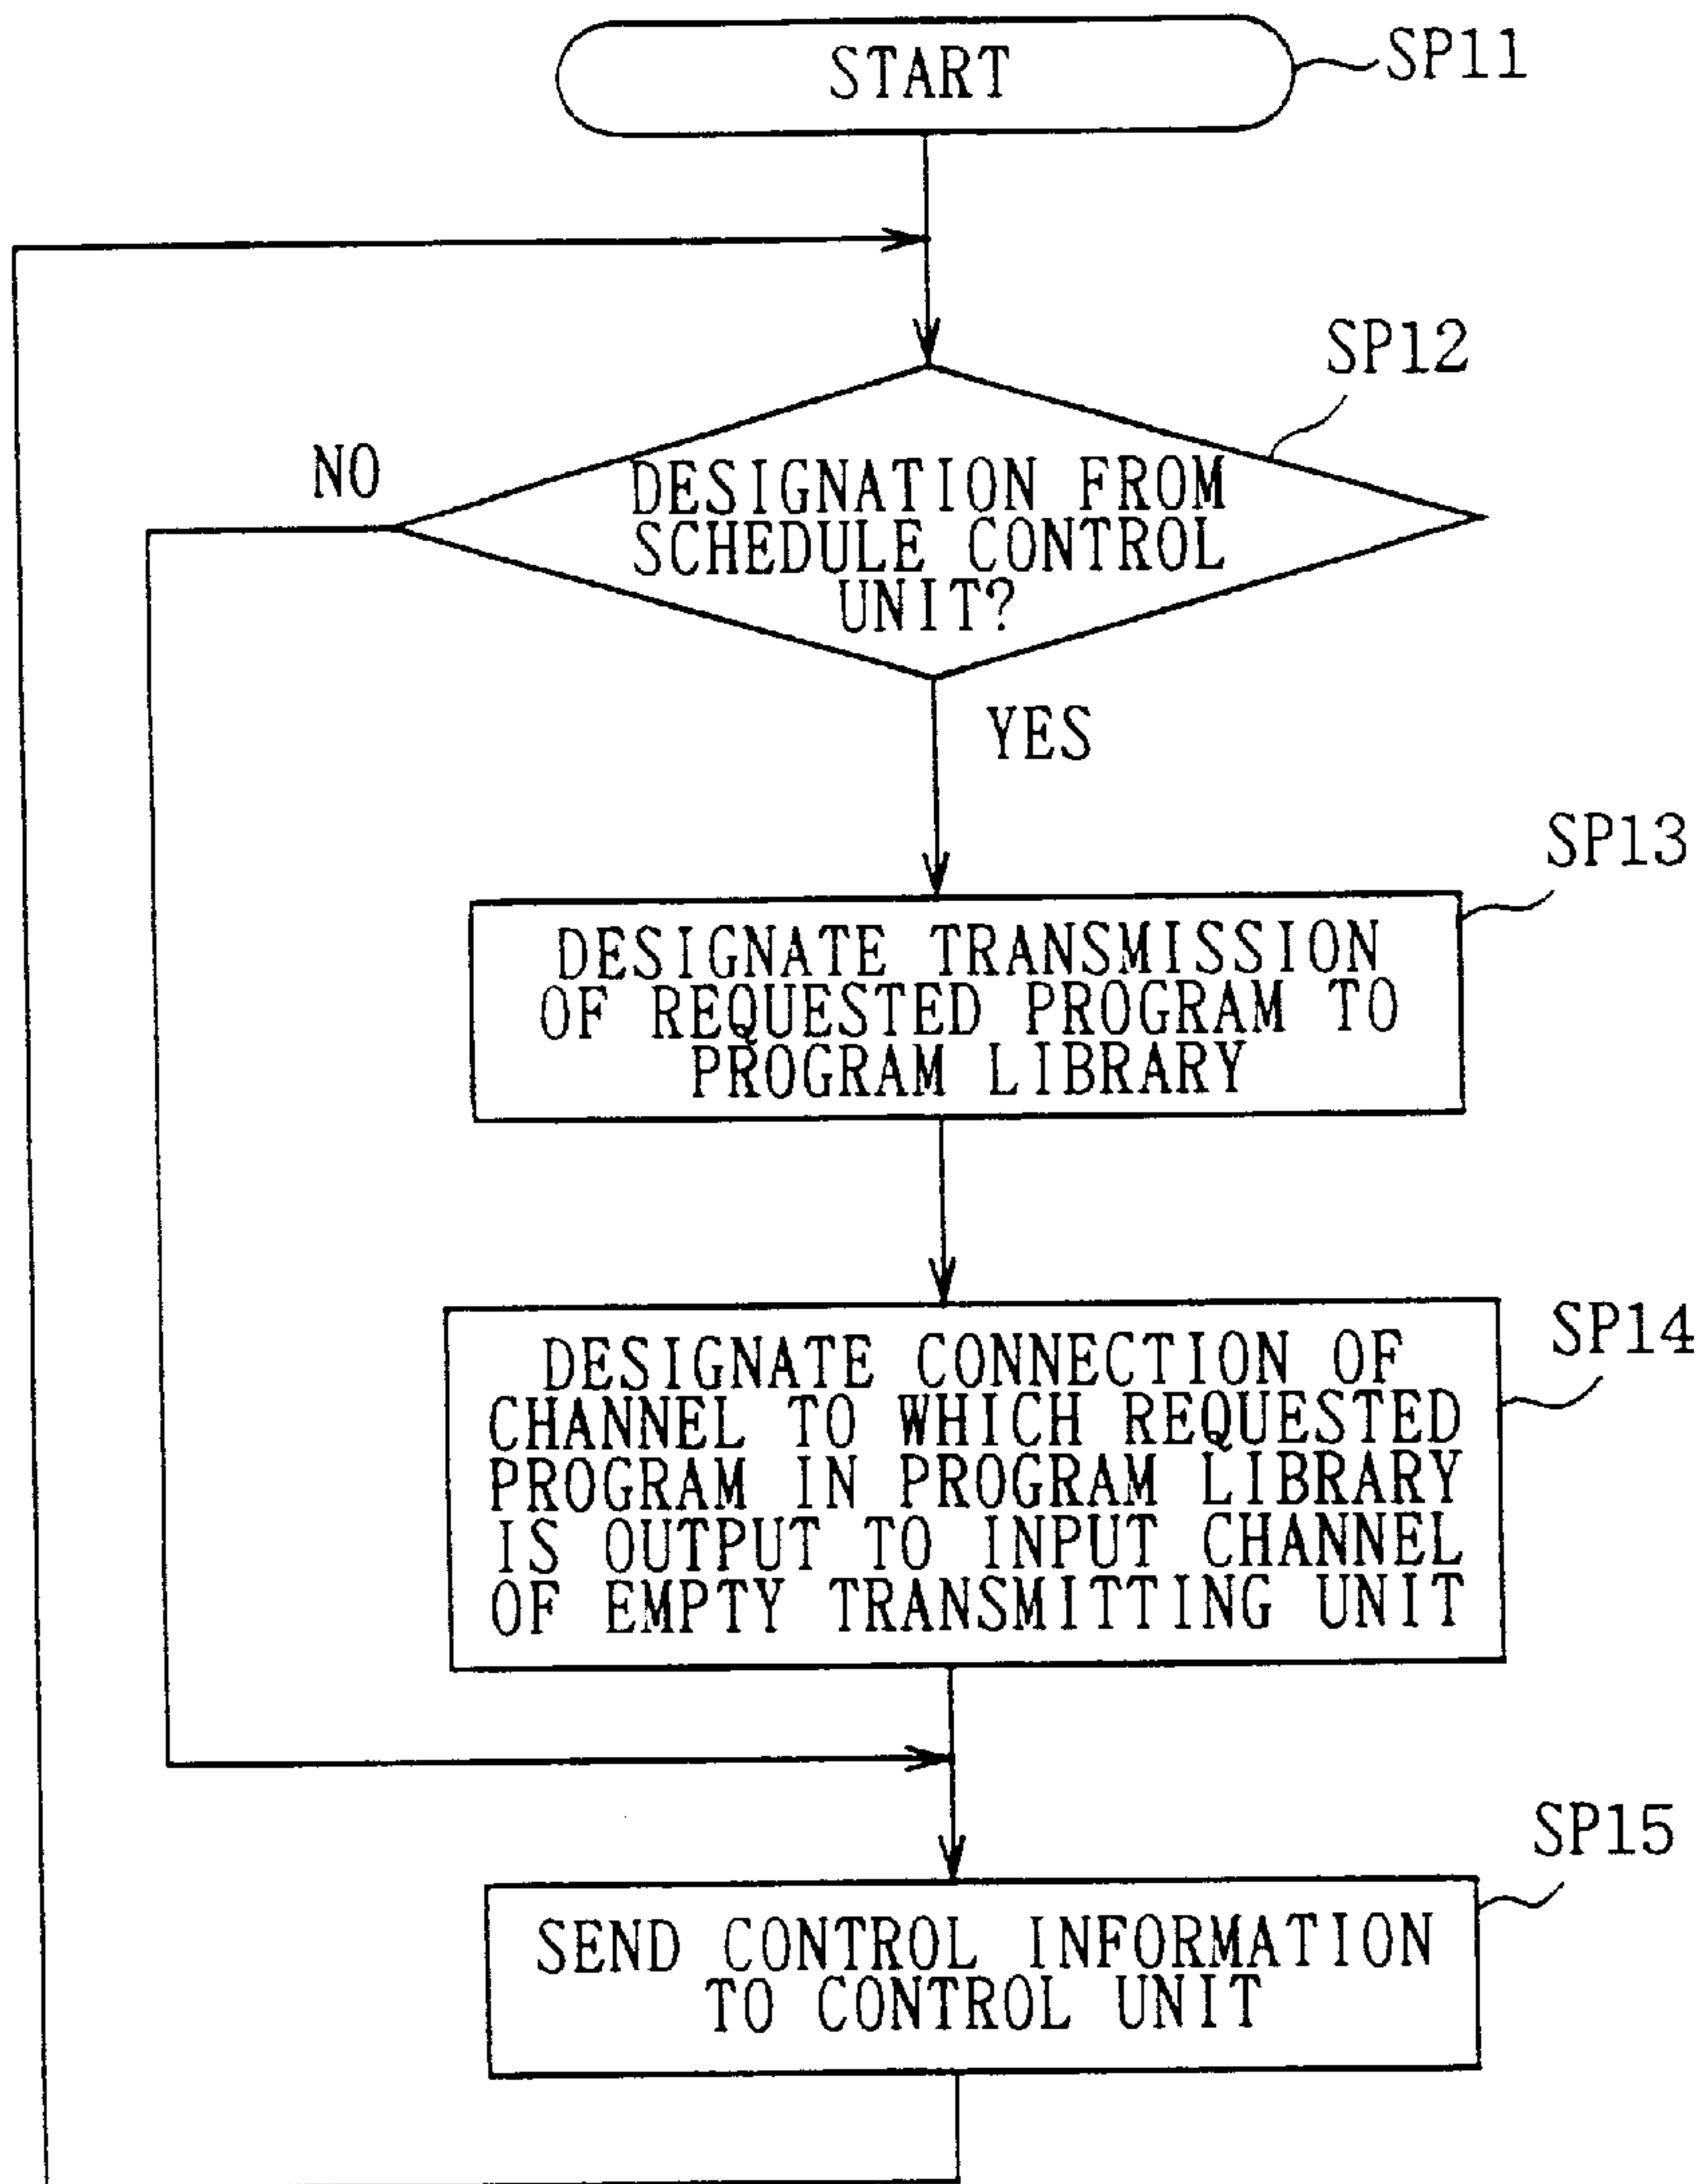 START
SP11
SP12
NO
DESIGNATION FROM
SCHEDULE CONTROL
UNIT?
YES
SP13
DESIGNATE TRANSMISSION
OF REQUESTED PROGRAM TO
PROGRAM LIBRARY
SP14
DESIGNATE CONNECTION OF
CHANNEL TO WHICH REQUESTED
PROGRAM IN PROGRAM LIBRARY
IS OUTPUT TO INPUT CHANNEL
OF EMPTY TRANSMITTING UNIT
SP15
SEND CONTROL INFORMATION
TO CONTROL UNIT